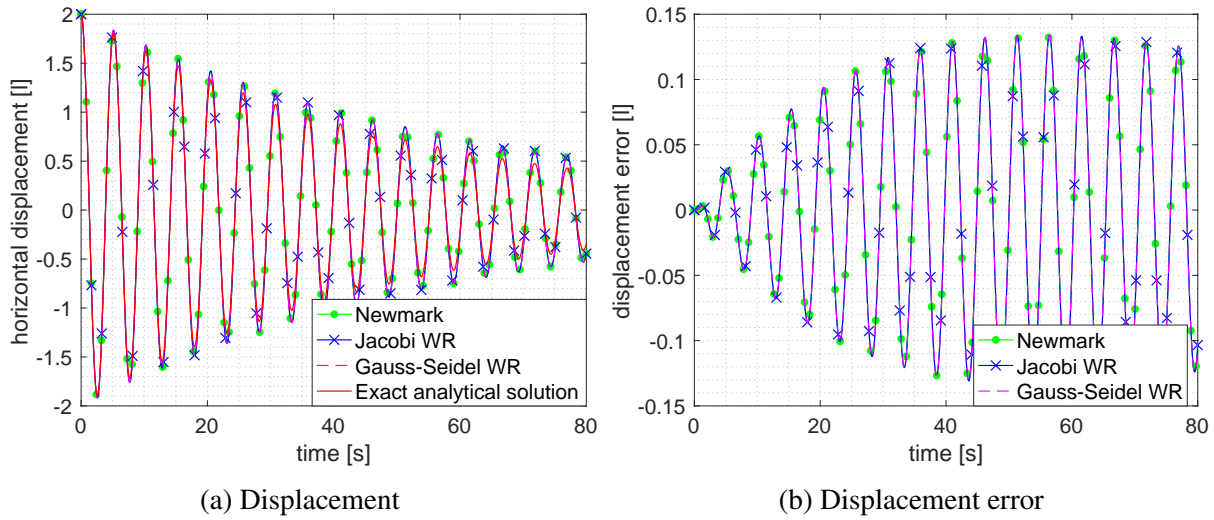 2
1.5
1
0.5
0
-0.5
-1
-1.5
-2
horizontal displacement [l]
0
20
40
60
80
time [s]
Newmark
Jacobi WR
Gauss-Seidel WR
Exact analytical solution
(a) Displacement
0.15
0.1
0.05
0
-0.05
-0.1
-0.15
displacement error [l]
0
20
40
60
80
time [s]
Newmark
Jacobi WR
Gauss-Seidel WR
(b) Displacement error